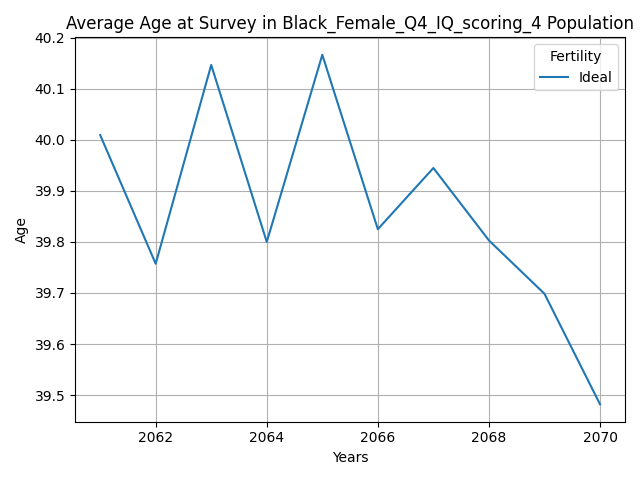 Average Age at Survey in Black_Female_Q4_IQ_scoring_4 Population
Fertility
Ideal
Age
40.2
40.1
40.0
39.9
39.8
39.7
39.6
39.5
2062 2064 2066 2068 2070
Years